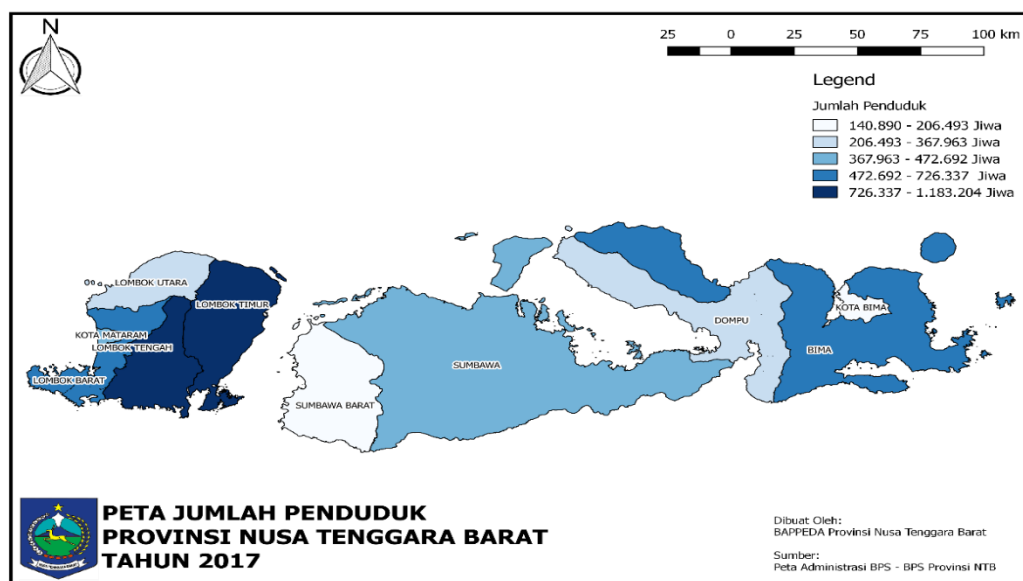 N
25 0 25 50 75 100 km
Legend
Jumlah Penduduk
140.890 - 206.493 Jiwa
206.493 - 367.963 Jiwa
367.963 - 472.692 Jiwa
472.692 - 726.337 Jiwa
726.337 - 1.183.204 Jiwa
LOMBOK UTARA
LOMBOK TIMUR
KOTA MATARAM
LOMBOK TENGAH
LOMBOK BARAT
SUMBAWA BARAT
SUMBAWA
DOMPU
KOTA BIMA
BIMA
PETA JUMLAH PENDUDUK
PROVINSI NUSA TENGGARA BARAT
TAHUN 2017
Dibuat Oleh:
BAPPEDA Provinsi Nusa Tenggara Barat
Sumber:
Peta Administrasi BPS - BPS Provinsi NTB